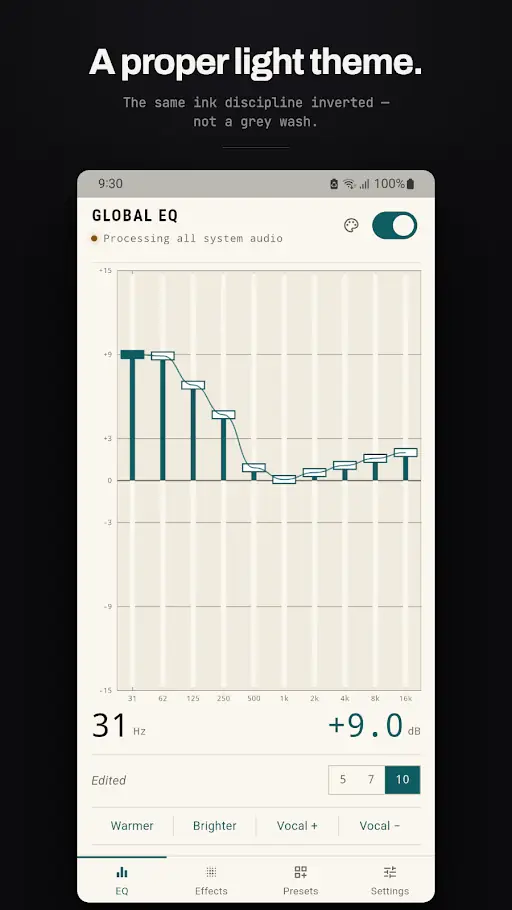 A proper light theme.
The same ink discipline inverted —
not a grey wash.
9:30
100%
GLOBAL EQ
Processing all system audio
+15
+9
+3
0
-3
-9
-15
31 62 125 250 500 1k 2k 4k 8k 16k
31 Hz +9.0 dB
Edited 5 7 10
Warmer Brighter Vocal + Vocal −
EQ Effects Presets Settings